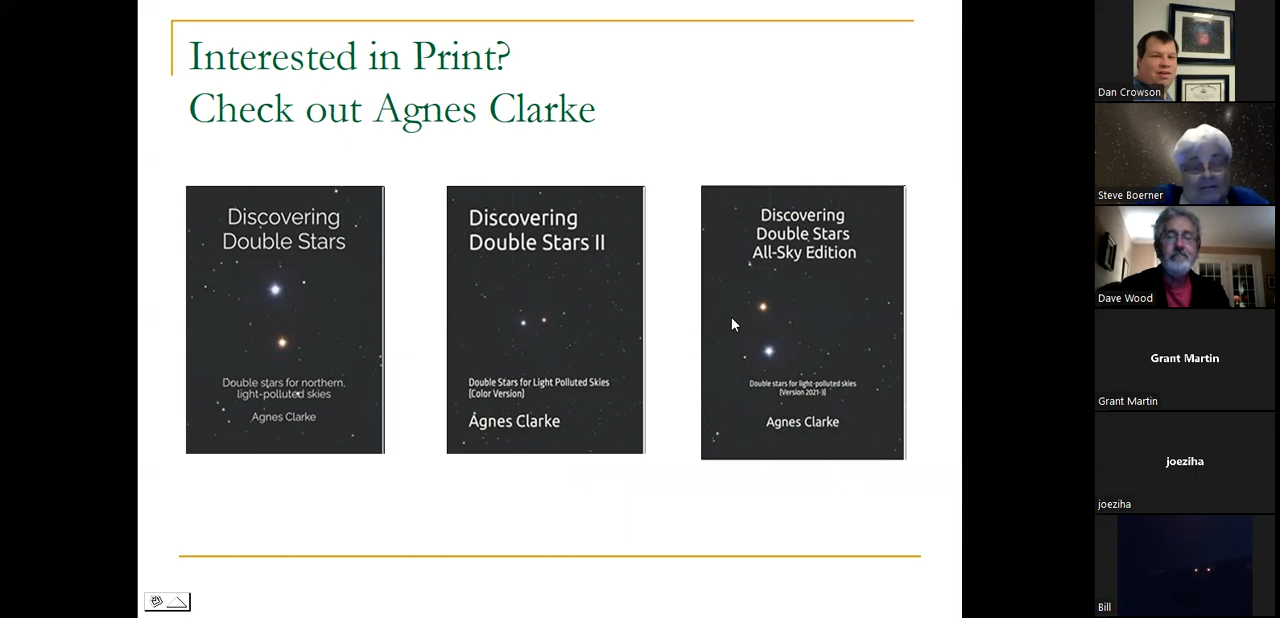 Interested in Print?
Check out Agnes Clarke
Discovering
Double Stars
Double stars for northern,
light-polluted skies
Agnes Clarke
Discovering
Double Stars II
Double Stars for Light Polluted Skies
(Color Version)
Agnes Clarke
Discovering
Double Stars
All-Sky Edition
Double stars for light-polluted skies
(Version 2021-3)
Agnes Clarke
Dan Crowson
Steve Boerner
Dave Wood
Grant Martin
Grant Martin
joeziha
joeziha
Bill